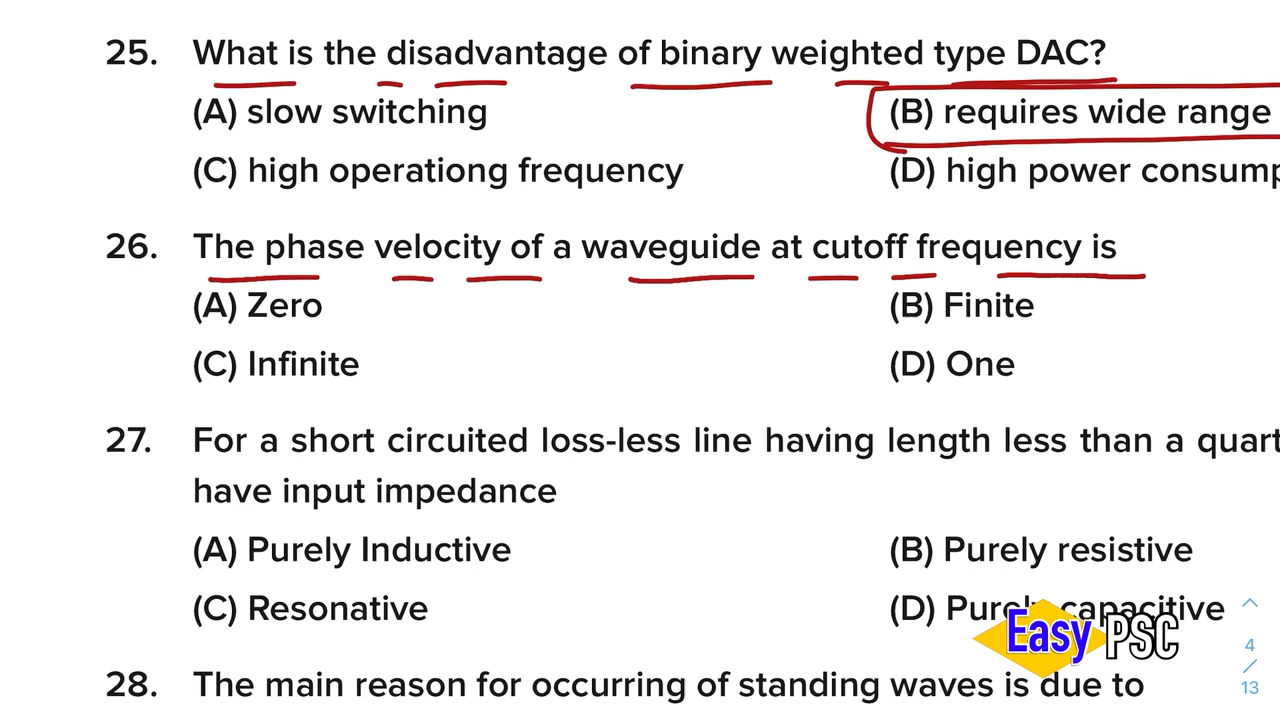 25. What is the disadvantage of binary weighted type DAC?
(A) slow switching (B) requires wide range
(C) high operationg frequency (D) high power consump
26. The phase velocity of a waveguide at cutoff frequency is
(A) Zero (B) Finite
(C) Infinite (D) One
27. For a short circuited loss-less line having length less than a quart
have input impedance
(A) Purely Inductive (B) Purely resistive
(C) Resonative (D) Purely capacitive
Easy PSC
4
/
13
28. The main reason for occurring of standing waves is due to